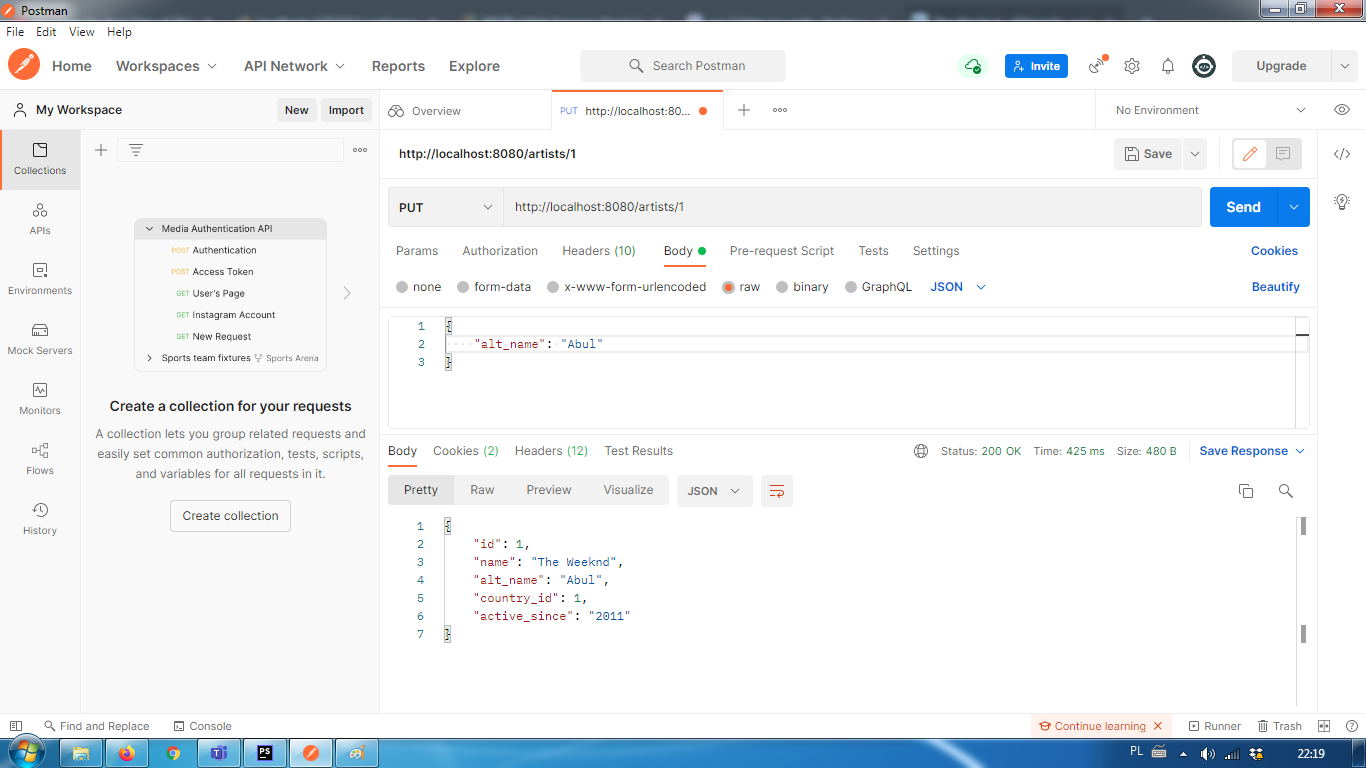 Postman
File Edit View Help
Home Workspaces API Network Reports Explore Search Postman Invite Upgrade
My Workspace New Import Overview PUT http://localhost:80... No Environment
http://localhost:8080/artists/1 Save
Collections
APIs
Environments
Mock Servers
Monitors
Flows
History
Media Authentication API
POST Authentication
POST Access Token
GET User's Page
GET Instagram Account
GET New Request
Sports team fixtures Sports Arena
Create a collection for your requests
A collection lets you group related requests and
easily set common authorization, tests, scripts,
and variables for all requests in it.
Create collection
PUT http://localhost:8080/artists/1 Send
Params Authorization Headers (10) Body Pre-request Script Tests Settings Cookies
none form-data x-www-form-urlencoded raw binary GraphQL JSON Beautify
1 {
2 "alt_name": "Abul"
3 }
Body Cookies (2) Headers (12) Test Results Status: 200 OK Time: 425 ms Size: 480 B Save Response
Pretty Raw Preview Visualize JSON
1 {
2 "id": 1,
3 "name": "The Weeknd",
4 "alt_name": "Abul",
5 "country_id": 1,
6 "active_since": "2011"
7 }
Find and Replace Console Continue learning Runner Trash
PS PL 22:19